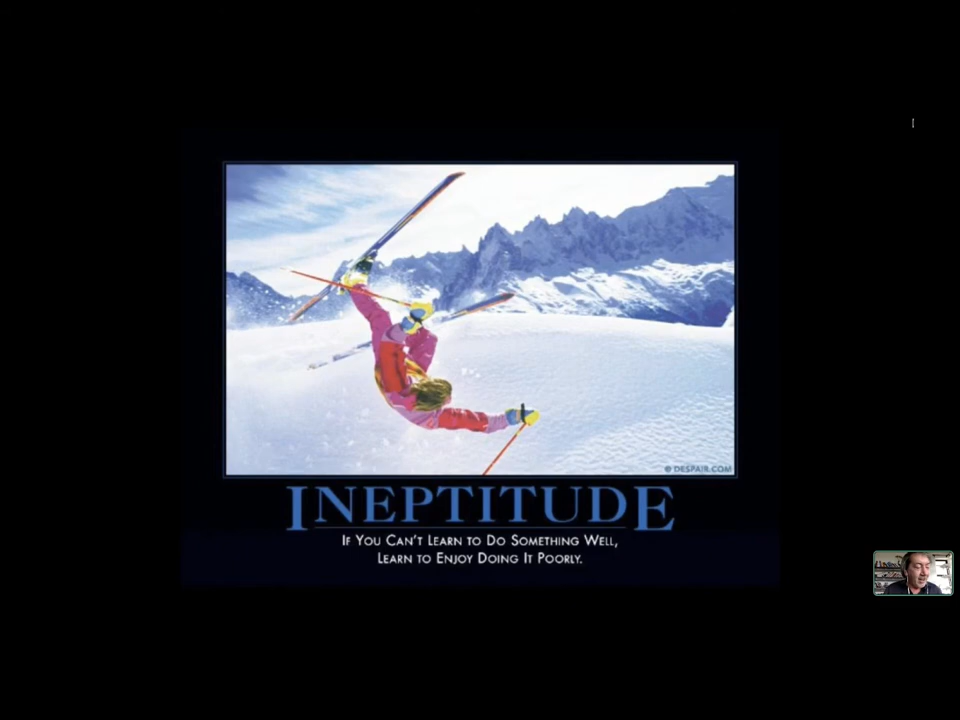 © DESPAIR.COM
INEPTITUDE
IF YOU CAN'T LEARN TO DO SOMETHING WELL,
LEARN TO ENJOY DOING IT POORLY.